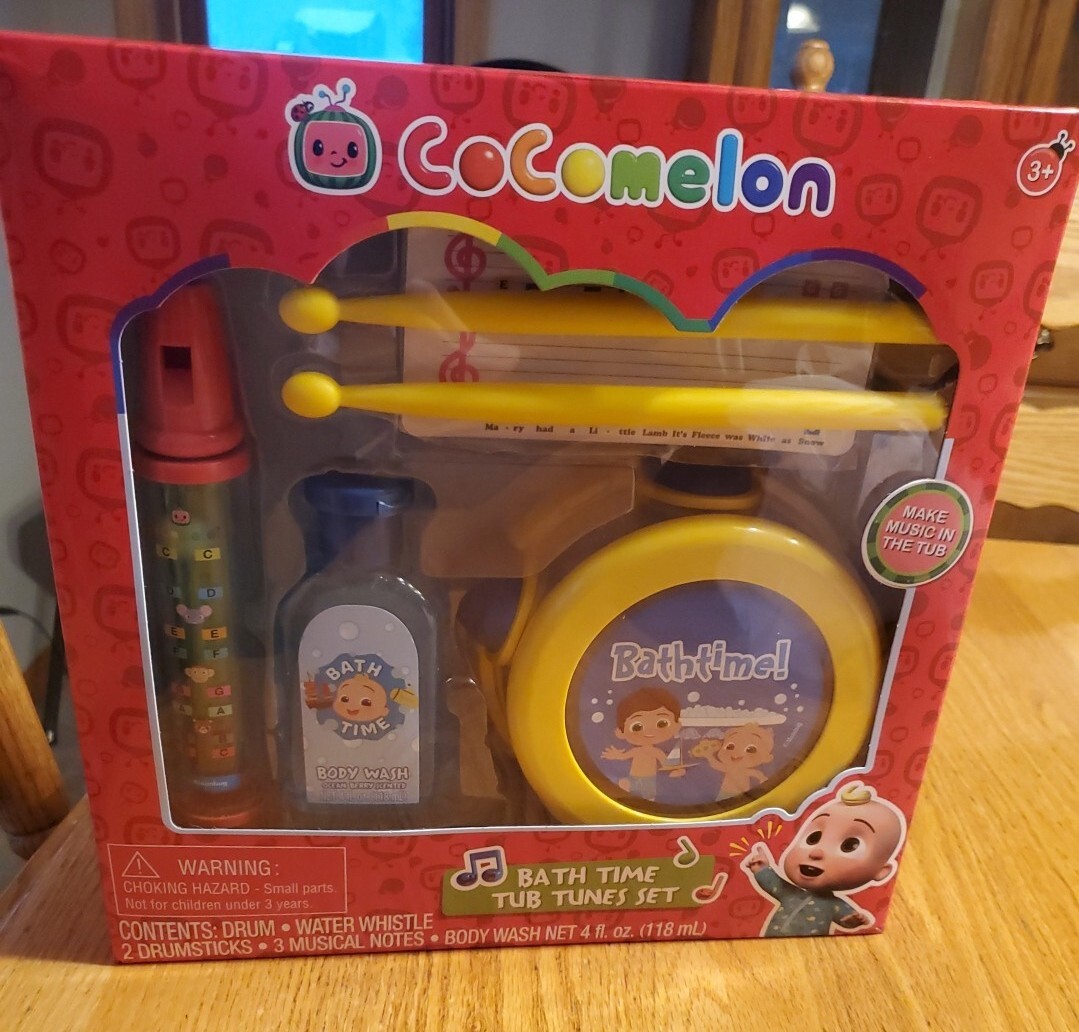 CoComelon
3+
Ma - ry had a Li - ttle Lamb It's Fleece was White as Snow
MAKE
MUSIC IN
THE TUB
C C
D D
E E
F F
G
A A
C
BATH
TIME
BODY WASH
Bathtime!
WARNING:
CHOKING HAZARD - Small parts.
Not for children under 3 years.
BATH TIME
TUB TUNES SET
CONTENTS: DRUM • WATER WHISTLE
2 DRUMSTICKS • 3 MUSICAL NOTES • BODY WASH NET 4 fl. oz. (118 mL)